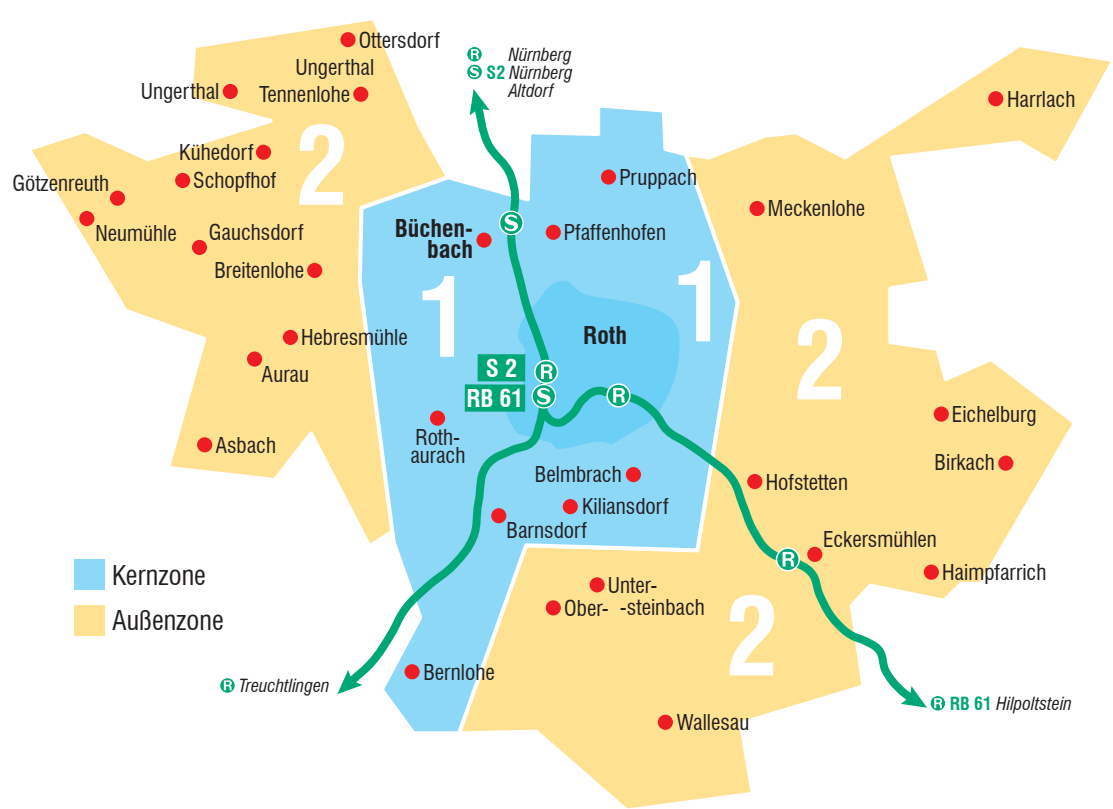 Ottersdorf
Ungerthal
Ungerthal
Tennenlohe
2
Kühedorf
Schopfhof
Götzenreuth
Neumühle
Gauchsdorf
Breitenlohe
Hebresmühle
Aurau
Asbach
R Nürnberg
S S2 Nürnberg
Altdorf
Harrlach
Pruppach
Meckenlohe
S
Büchen-
bach
Pfaffenhofen
1
1
Roth
2
S 2
R
RB 61
S
R
Roth-
aurach
Eichelburg
Birkach
Belmbrach
Hofstetten
Kiliansdorf
Barnsdorf
Eckersmühlen
R
Haimpfarrich
Kernzone
Außenzone
Unter-
Ober- -steinbach
2
Bernlohe
R Treuchtlingen
R RB 61 Hilpoltstein
Wallesau